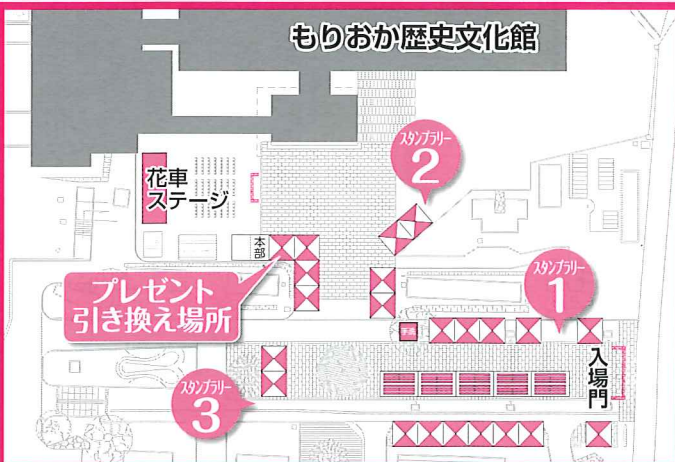 もりおか歴史文化館
スタンプラリー
2
花車
ステージ
本部
プレゼント
引き換え場所
スタンプラリー
1
入場門
スタンプラリー
3